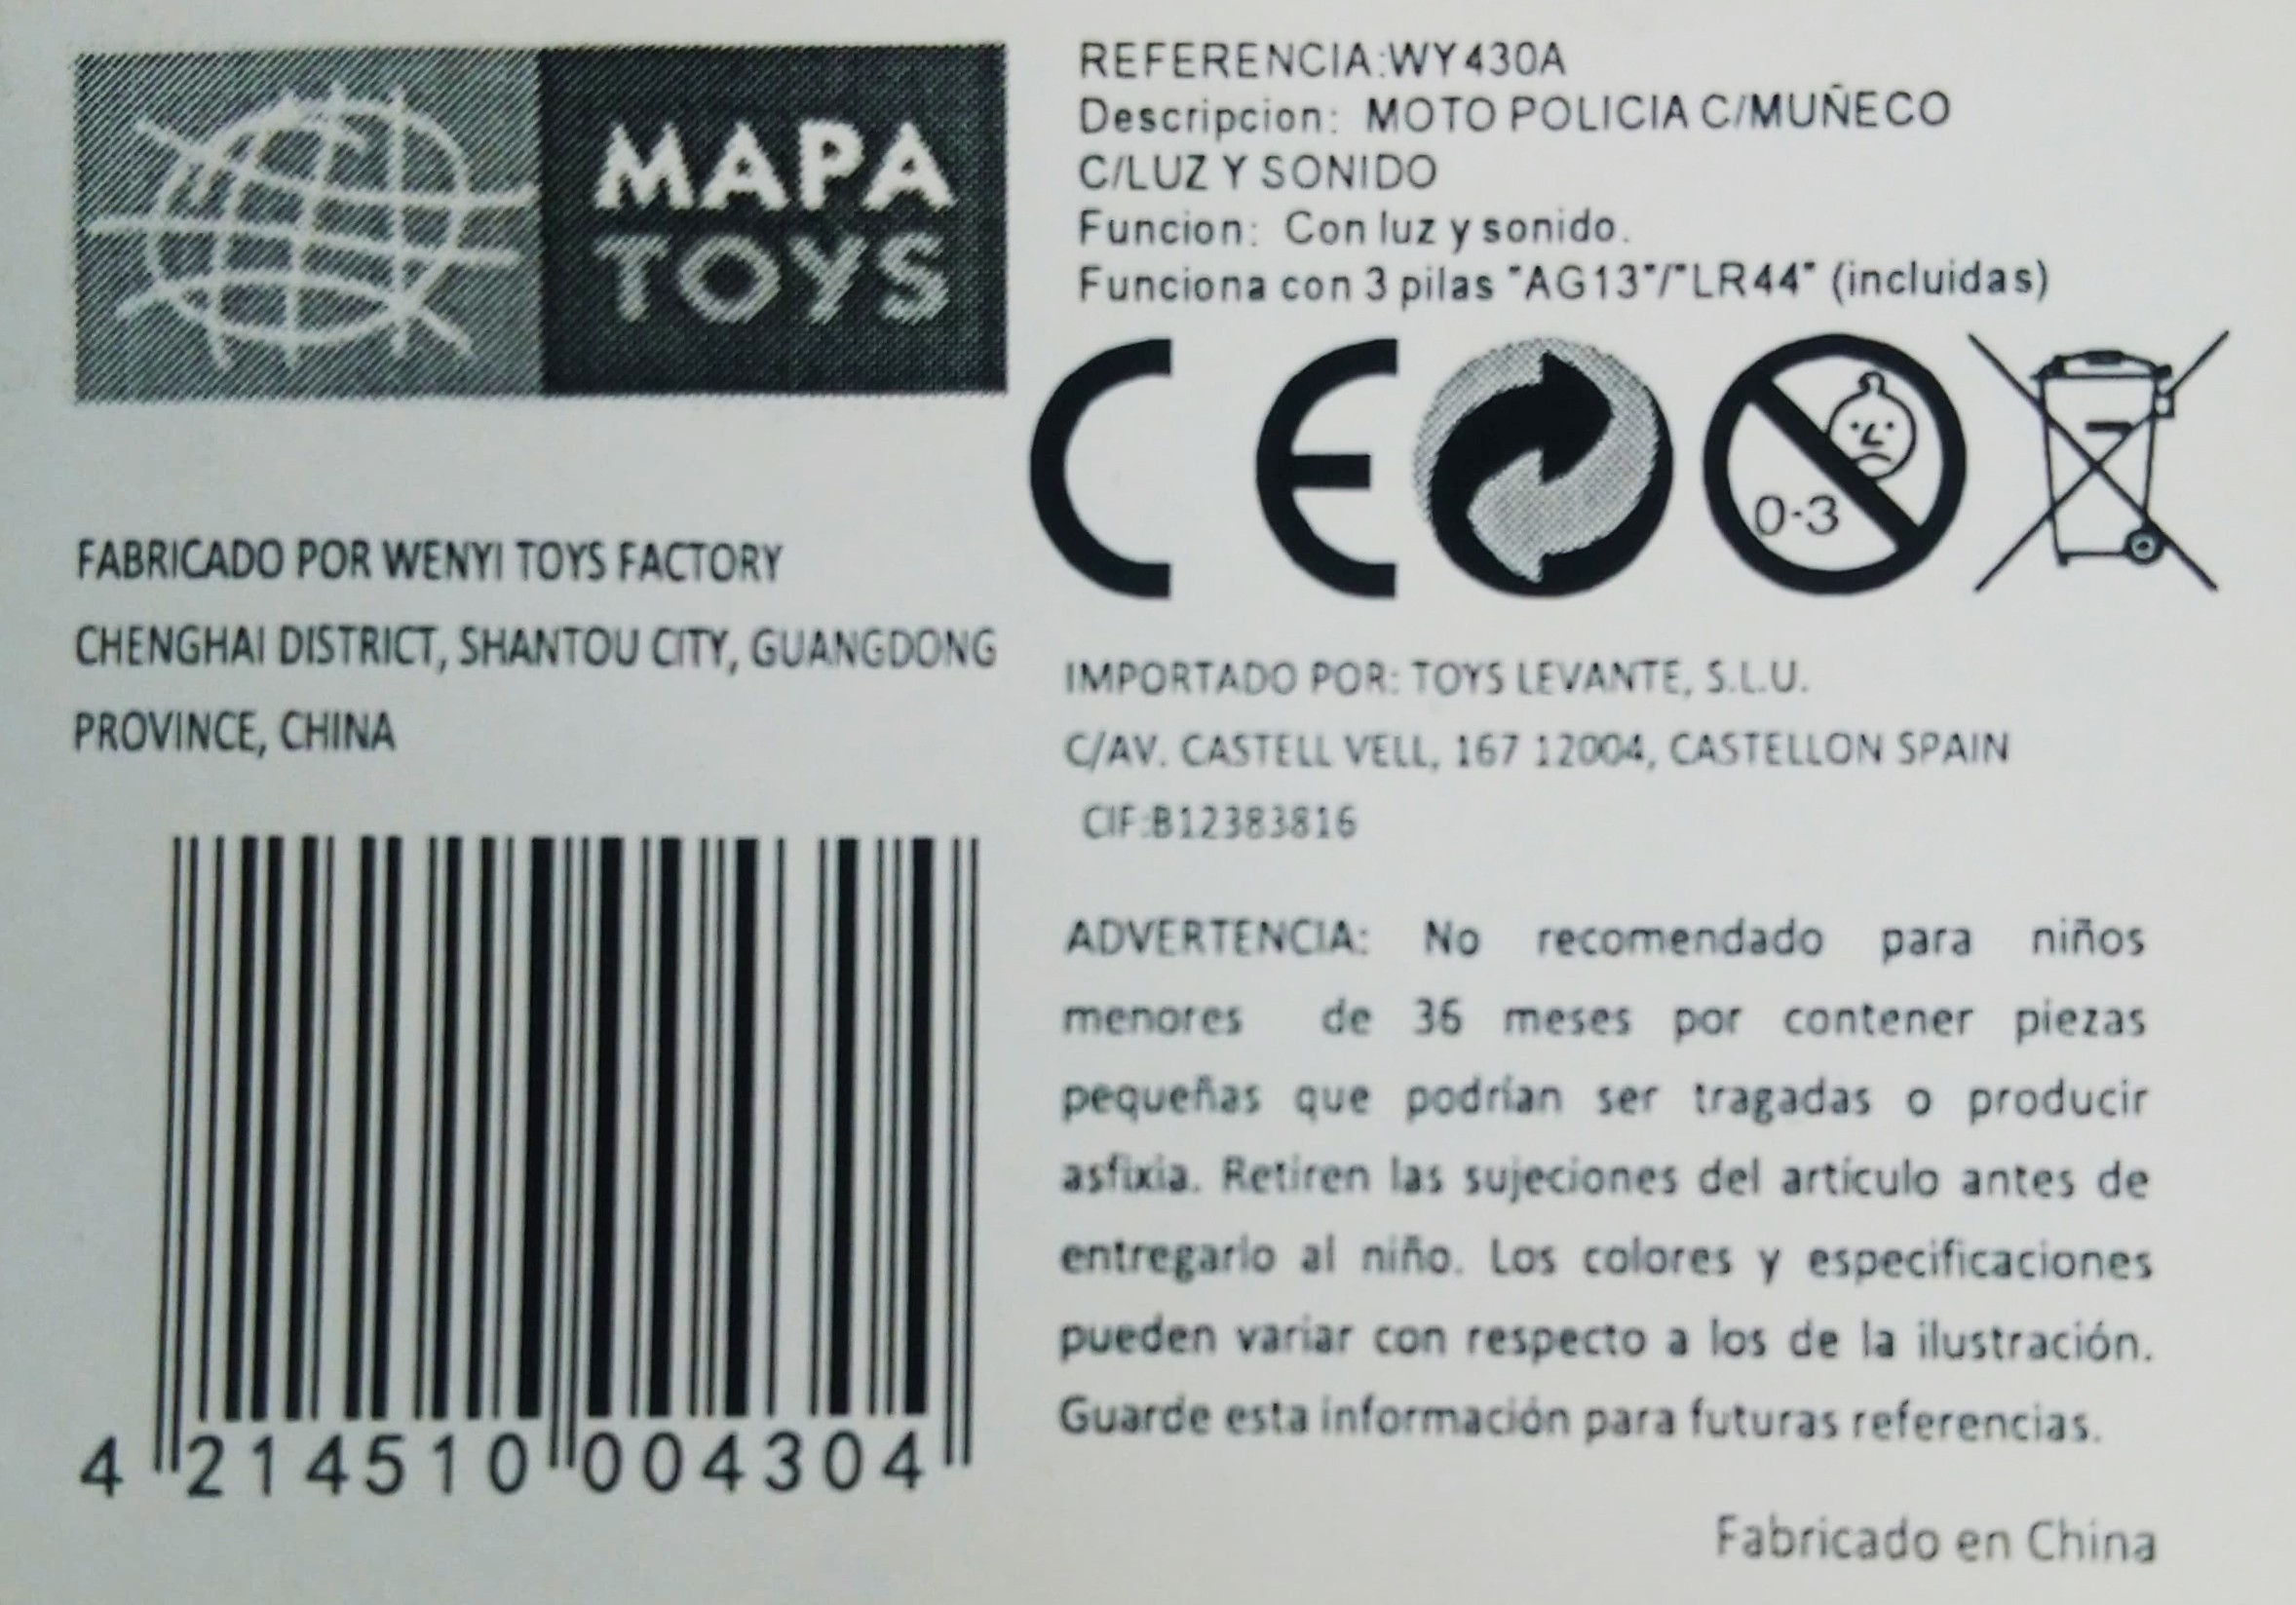 MAPA
TOYS
REFERENCIA:WY430A
Descripcion: MOTO POLICIA C/MUÑECO
C/LUZ Y SONIDO
Funcion: Con luz y sonido.
Funciona con 3 pilas "AG13"/"LR44" (incluidas)
CE
0-3
FABRICADO POR WENYI TOYS FACTORY
CHENGHAI DISTRICT, SHANTOU CITY, GUANGDONG
PROVINCE, CHINA
IMPORTADO POR: TOYS LEVANTE, S.L.U.
C/AV. CASTELL VELL, 167 12004, CASTELLON SPAIN
CIF:B12383816
4 214510 004304
ADVERTENCIA: No recomendado para niños
menores de 36 meses por contener piezas
pequeñas que podrían ser tragadas o producir
asfixia. Retiren las sujeciones del artículo antes de
entregarlo al niño. Los colores y especificaciones
pueden variar con respecto a los de la ilustración.
Guarde esta información para futuras referencias.
Fabricado en China